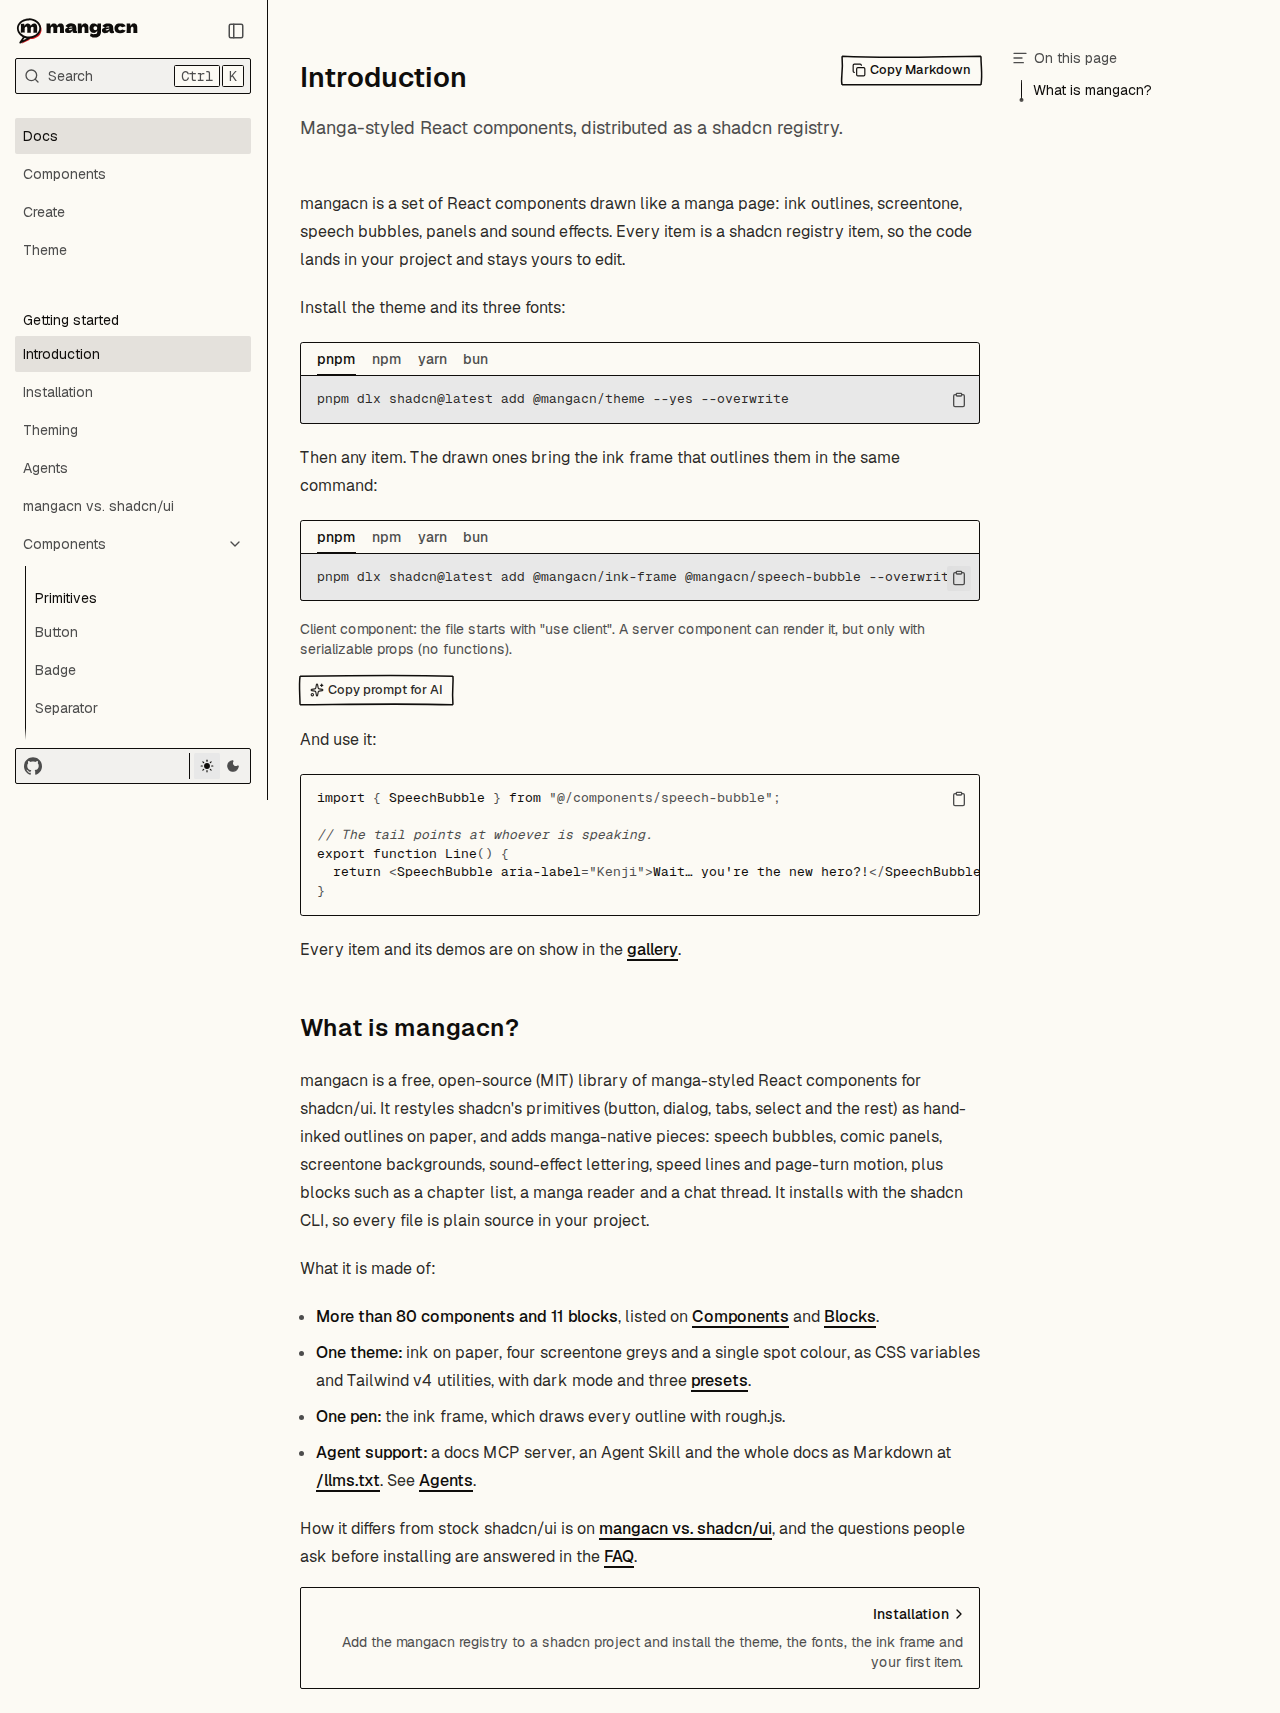 mangacn
Search Ctrl K
Docs
Components
Create
Theme
Getting started
Introduction
Installation
Theming
Agents
mangacn vs. shadcn/ui
Components
Primitives
Button
Badge
Separator
Introduction
Copy Markdown
Manga-styled React components, distributed as a shadcn registry.
mangacn is a set of React components drawn like a manga page: ink outlines, screentone,
speech bubbles, panels and sound effects. Every item is a shadcn registry item, so the code
lands in your project and stays yours to edit.
Install the theme and its three fonts:
pnpm npm yarn bun
pnpm dlx shadcn@latest add @mangacn/theme --yes --overwrite
Then any item. The drawn ones bring the ink frame that outlines them in the same
command:
pnpm npm yarn bun
pnpm dlx shadcn@latest add @mangacn/ink-frame @mangacn/speech-bubble --overwrit
Client component: the file starts with "use client". A server component can render it, but only with
serializable props (no functions).
Copy prompt for AI
And use it:
import { SpeechBubble } from "@/components/speech-bubble";
// The tail points at whoever is speaking.
export function Line() {
return <SpeechBubble aria-label="Kenji">Wait… you're the new hero?!</SpeechBubble
}
Every item and its demos are on show in the gallery.
What is mangacn?
mangacn is a free, open-source (MIT) library of manga-styled React components for
shadcn/ui. It restyles shadcn's primitives (button, dialog, tabs, select and the rest) as hand-
inked outlines on paper, and adds manga-native pieces: speech bubbles, comic panels,
screentone backgrounds, sound-effect lettering, speed lines and page-turn motion, plus
blocks such as a chapter list, a manga reader and a chat thread. It installs with the shadcn
CLI, so every file is plain source in your project.
What it is made of:
• More than 80 components and 11 blocks, listed on Components and Blocks.
• One theme: ink on paper, four screentone greys and a single spot colour, as CSS variables
and Tailwind v4 utilities, with dark mode and three presets.
• One pen: the ink frame, which draws every outline with rough.js.
• Agent support: a docs MCP server, an Agent Skill and the whole docs as Markdown at
/llms.txt. See Agents.
How it differs from stock shadcn/ui is on mangacn vs. shadcn/ui, and the questions people
ask before installing are answered in the FAQ.
Installation
Add the mangacn registry to a shadcn project and install the theme, the fonts, the ink frame and
your first item.
On this page
What is mangacn?